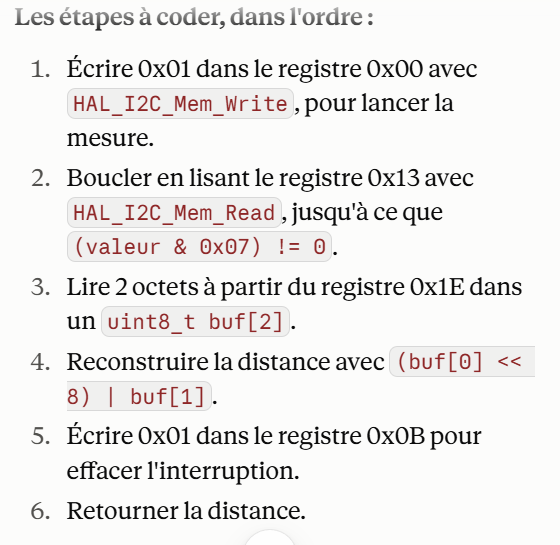 Les étapes à coder, dans l'ordre :
1. Écrire 0x01 dans le registre 0x00 avec
HAL_I2C_Mem_Write, pour lancer la
mesure.
2. Boucler en lisant le registre 0x13 avec
HAL_I2C_Mem_Read, jusqu'à ce que
(valeur & 0x07) != 0.
3. Lire 2 octets à partir du registre 0x1E dans
un uint8_t buf[2].
4. Reconstruire la distance avec (buf[0] <<
8) | buf[1].
5. Écrire 0x01 dans le registre 0x0B pour
effacer l'interruption.
6. Retourner la distance.